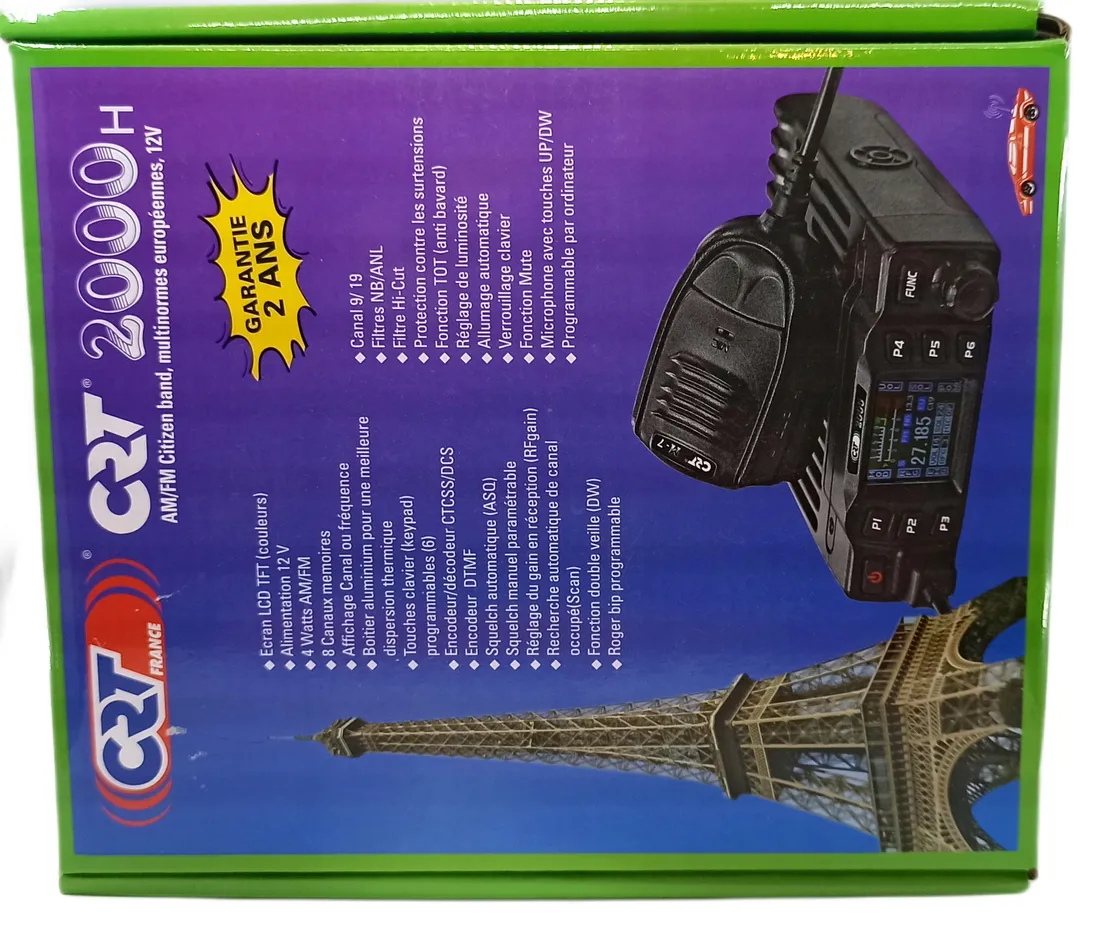 CRT
FRANCE
®
CRT® 2000 H
AM/FM Citizen band, multinormes européennes, 12V
GARANTIE
2 ANS
◆ Ecran LCD TFT (couleurs)
◆ Alimentation 12 V
◆ 4 Watts AM/FM
◆ 8 Canaux memoires
◆ Affichage Canal ou fréquence
◆ Boitier aluminium pour une meilleure
dispersion thermique
◆ Touches clavier (keypad)
programmables (6)
◆ Encodeur/décodeur CTCSS/DCS
◆ Encodeur DTMF
◆ Squelch automatique (ASQ)
◆ Squelch manuel paramétrable
◆ Réglage du gain en réception (RFgain)
◆ Recherche automatique de canal
occupé(Scan)
◆ Fonction double veille (DW)
◆ Roger bip programmable
◆ Canal 9/ 19
◆ Filtres NB/ANL
◆ Filtre Hi-Cut
◆ Protection contre les surtensions
◆ Fonction TOT (anti bavard)
◆ Réglage de luminosité
◆ Allumage automatique
◆ Verrouillage clavier
◆ Fonction Mute
◆ Microphone avec touches UP/DW
◆ Programmable par ordinateur
CRT
CRT 2000
27.185
P1
P2
P3
P4
P5
P6
FUNC